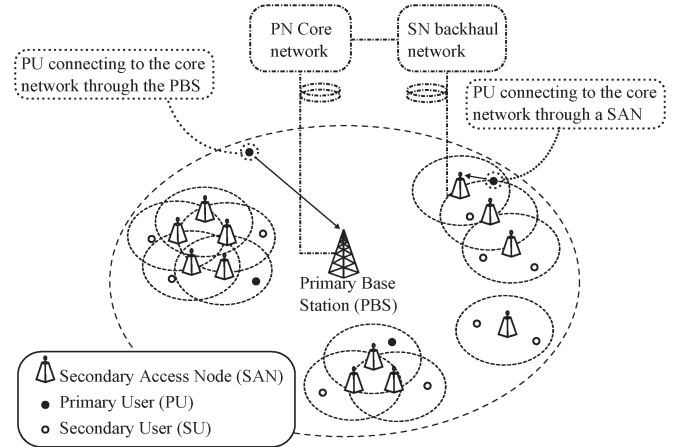 PN Core
network
SN backhaul
network
PU connecting to the core
network through the PBS
PU connecting to the core
network through a SAN
Primary Base
Station (PBS)
Secondary Access Node (SAN)
Primary User (PU)
Secondary User (SU)